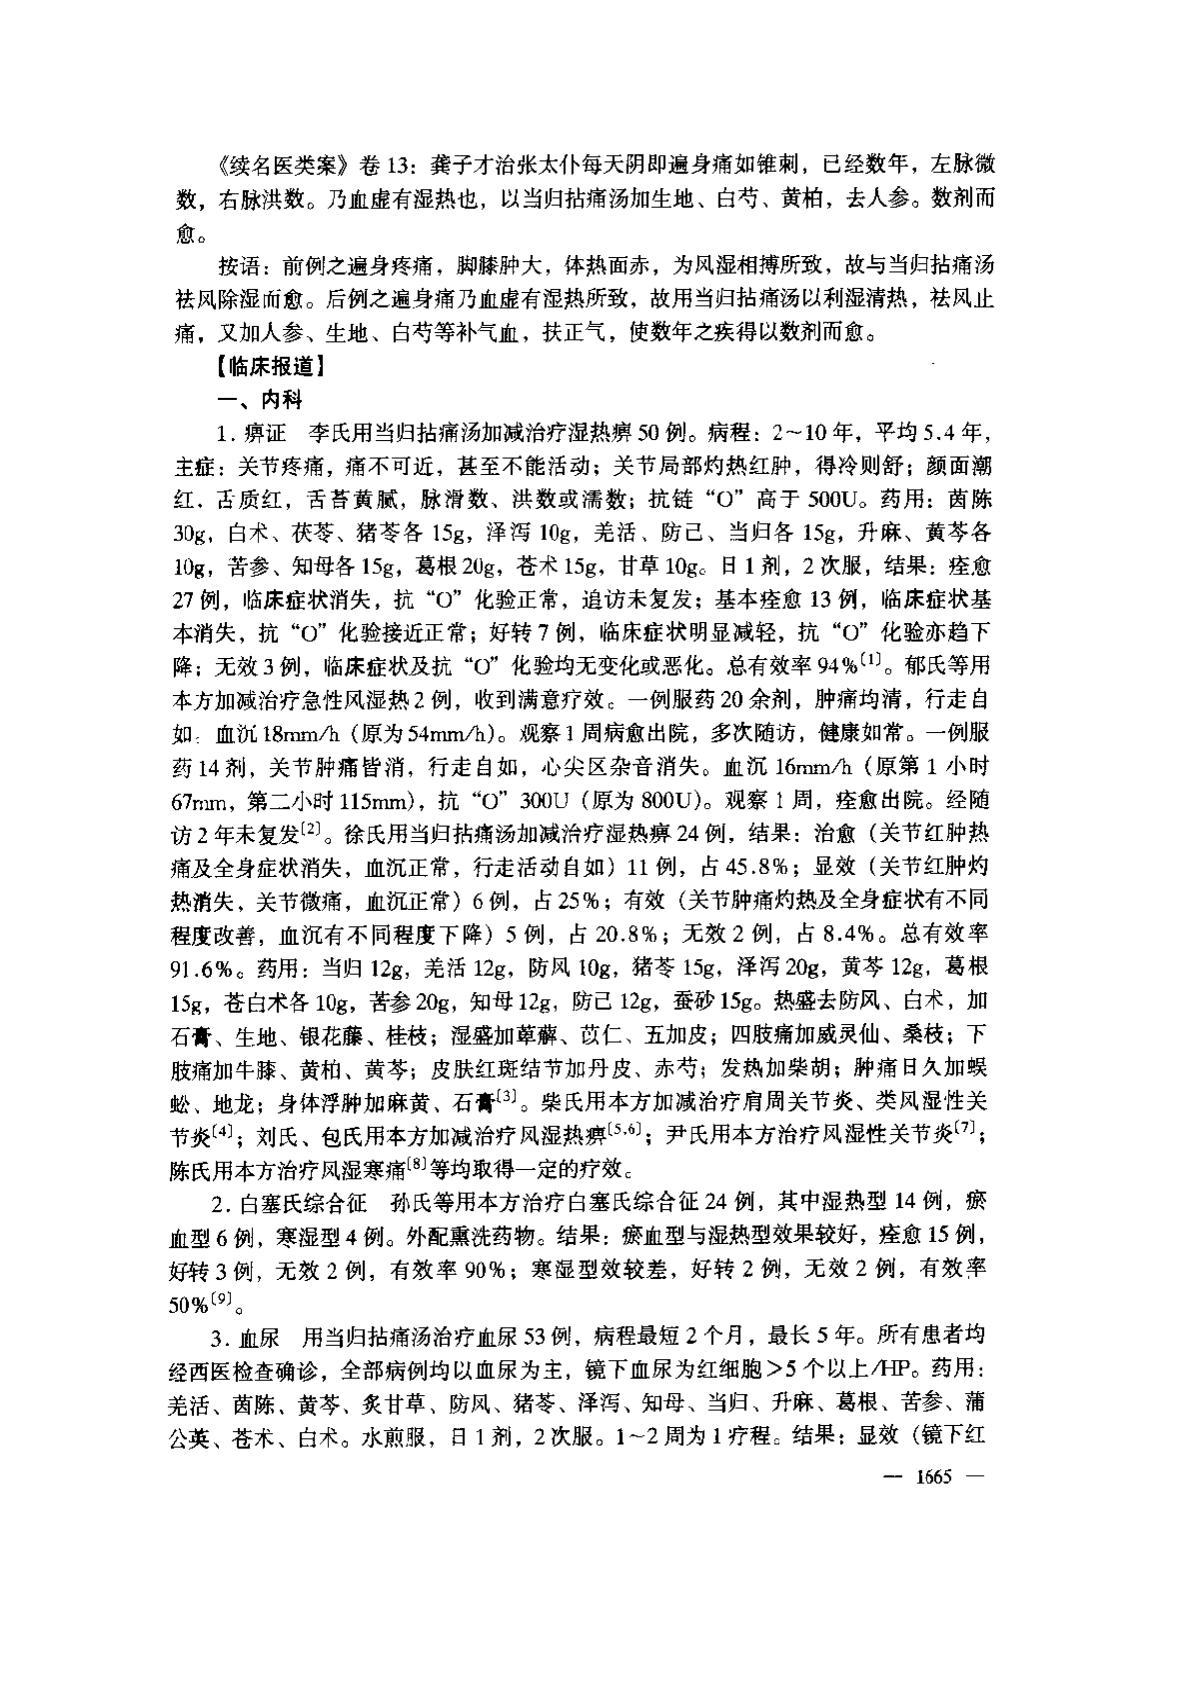 《续名医类案》卷 13：龚子才治张太仆每天阴即遍身痛如锥刺，已经数年，左脉微
数，右脉洪数。乃血虚有湿热也，以当归拈痛汤加生地、白芍、黄柏，去人参。数剂而
愈。
按语：前例之遍身疼痛，脚膝肿大，体热面赤，为风湿相搏所致，故与当归拈痛汤
祛风除湿而愈。后例之遍身痛乃血虚有湿热所致，故用当归拈痛汤以利湿清热，祛风止
痛，又加人参、生地、白芍等补气血，扶正气，使数年之疾得以数剂而愈。
【临床报道】
一、内科
1. 痹证　李氏用当归拈痛汤加减治疗湿热痹 50 例。病程：2～10 年，平均 5.4 年，
主症：关节疼痛，痛不可近，甚至不能活动；关节局部灼热红肿，得冷则舒；颜面潮
红，舌质红，舌苔黄腻，脉滑数、洪数或濡数；抗链“O”高于 500U。药用：茵陈
30g，白术、茯苓、猪苓各 15g，泽泻 10g，羌活、防己、当归各 15g，升麻、黄芩各
10g，苦参、知母各 15g，葛根 20g，苍术 15g，甘草 10g。日 1 剂，2 次服，结果：痊愈
27 例，临床症状消失，抗“O”化验正常，追访未复发；基本痊愈 13 例，临床症状基
本消失，抗“O”化验接近正常；好转 7 例，临床症状明显减轻，抗“O”化验亦趋下
降；无效 3 例，临床症状及抗“O”化验均无变化或恶化。总有效率 94%〔1〕。郁氏等用
本方加减治疗急性风湿热 2 例，收到满意疗效。一例服药 20 余剂，肿痛均清，行走自
如。血沉 18mm/h（原为 54mm/h）。观察 1 周病愈出院，多次随访，健康如常。一例服
药 14 剂，关节肿痛皆消，行走自如，心尖区杂音消失。血沉 16mm/h（原第 1 小时
67mm，第二小时 115mm），抗“O”300U（原为 800U）。观察 1 周，痊愈出院。经随
访 2 年未复发〔2〕。徐氏用当归拈痛汤加减治疗湿热痹 24 例，结果：治愈（关节红肿热
痛及全身症状消失，血沉正常，行走活动自如）11 例，占 45.8%；显效（关节红肿灼
热消失，关节微痛，血沉正常）6 例，占 25%；有效（关节肿痛灼热及全身症状有不同
程度改善，血沉有不同程度下降）5 例，占 20.8%；无效 2 例，占 8.4%。总有效率
91.6%。药用：当归 12g，羌活 12g，防风 10g，猪苓 15g，泽泻 20g，黄芩 12g，葛根
15g，苍白术各 10g，苦参 20g，知母 12g，防己 12g，蚕砂 15g。热盛去防风、白术，加
石膏、生地、银花藤、桂枝；湿盛加萆薢、苡仁、五加皮；四肢痛加威灵仙、桑枝；下
肢痛加牛膝、黄柏、黄芩；皮肤红斑结节加丹皮、赤芍；发热加柴胡；肿痛日久加蜈
蚣、地龙；身体浮肿加麻黄、石膏〔3〕。柴氏用本方加减治疗肩周关节炎、类风湿性关
节炎〔4〕；刘氏、包氏用本方加减治疗风湿热痹〔5.6〕；尹氏用本方治疗风湿性关节炎〔7〕；
陈氏用本方治疗风湿寒痛〔8〕等均取得一定的疗效。
2. 白塞氏综合征　孙氏等用本方治疗白塞氏综合征 24 例，其中湿热型 14 例，瘀
血型 6 例，寒湿型 4 例。外配熏洗药物。结果：瘀血型与湿热型效果较好，痊愈 15 例，
好转 3 例，无效 2 例，有效率 90%；寒湿型效较差，好转 2 例，无效 2 例，有效率
50%〔9〕。
3. 血尿　用当归拈痛汤治疗血尿 53 例，病程最短 2 个月，最长 5 年。所有患者均
经西医检查确诊，全部病例均以血尿为主，镜下血尿为红细胞＞5 个以上/HP。药用：
羌活、茵陈、黄芩、炙甘草、防风、猪苓、泽泻、知母、当归、升麻、葛根、苦参、蒲
公英、苍术、白术。水煎服，日 1 剂，2 次服。1～2 周为 1 疗程。结果：显效（镜下红
— 1665 —